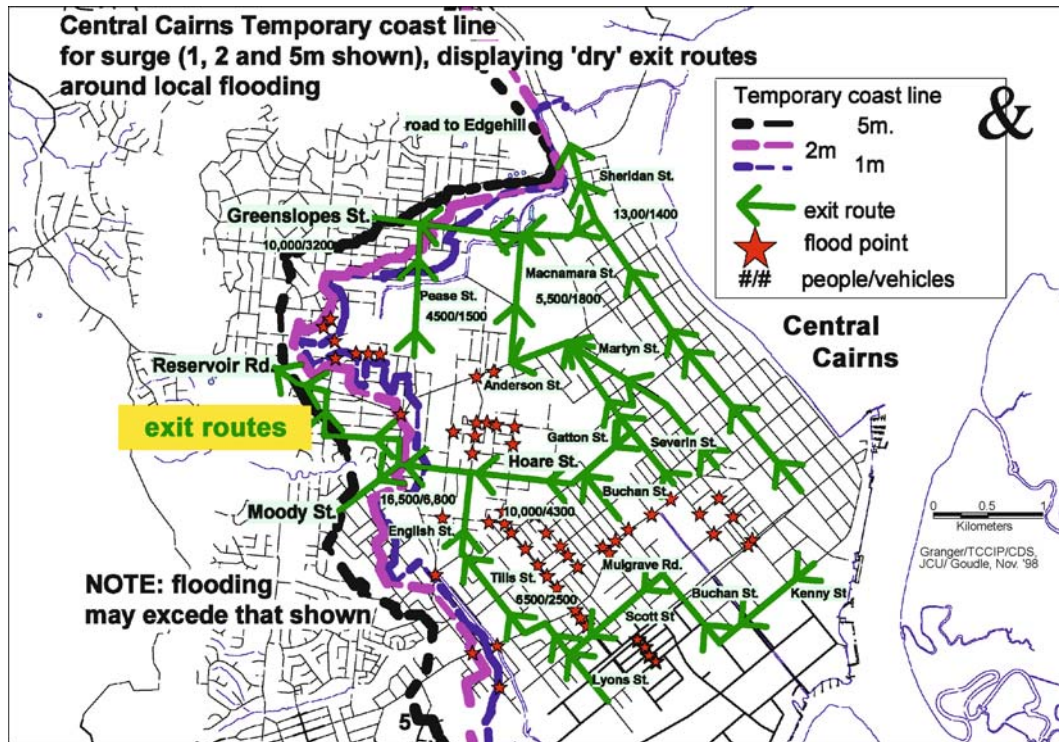 Central Cairns Temporary coast line
for surge (1, 2 and 5m shown), displaying 'dry' exit routes
around local flooding
&
Temporary coast line
5m.
2m
1m
exit route
flood point
#/# people/vehicles
road to Edgehill
Sheridan St.
Greenslopes St.
13,00/1400
10,000/3200
Macnamara St.
5,500/1800
Pease St.
4500/1500
Central
Cairns
Martyn St.
Reservoir Rd.
Anderson St.
exit routes
Gatton St.
Severin St.
Hoare St.
Buchan St.
16,500/6,800
10,000/4300
Moody St.
English St.
0 0.5 1
Kilometers
Granger/TCCIP/CDS,
JCU/ Goudle, Nov. '98
Mulgrave Rd.
Tills St.
6500/2500
NOTE: flooding
may excede that shown
Buchan St.
Kenny St
Scott St
Lyons St.
5